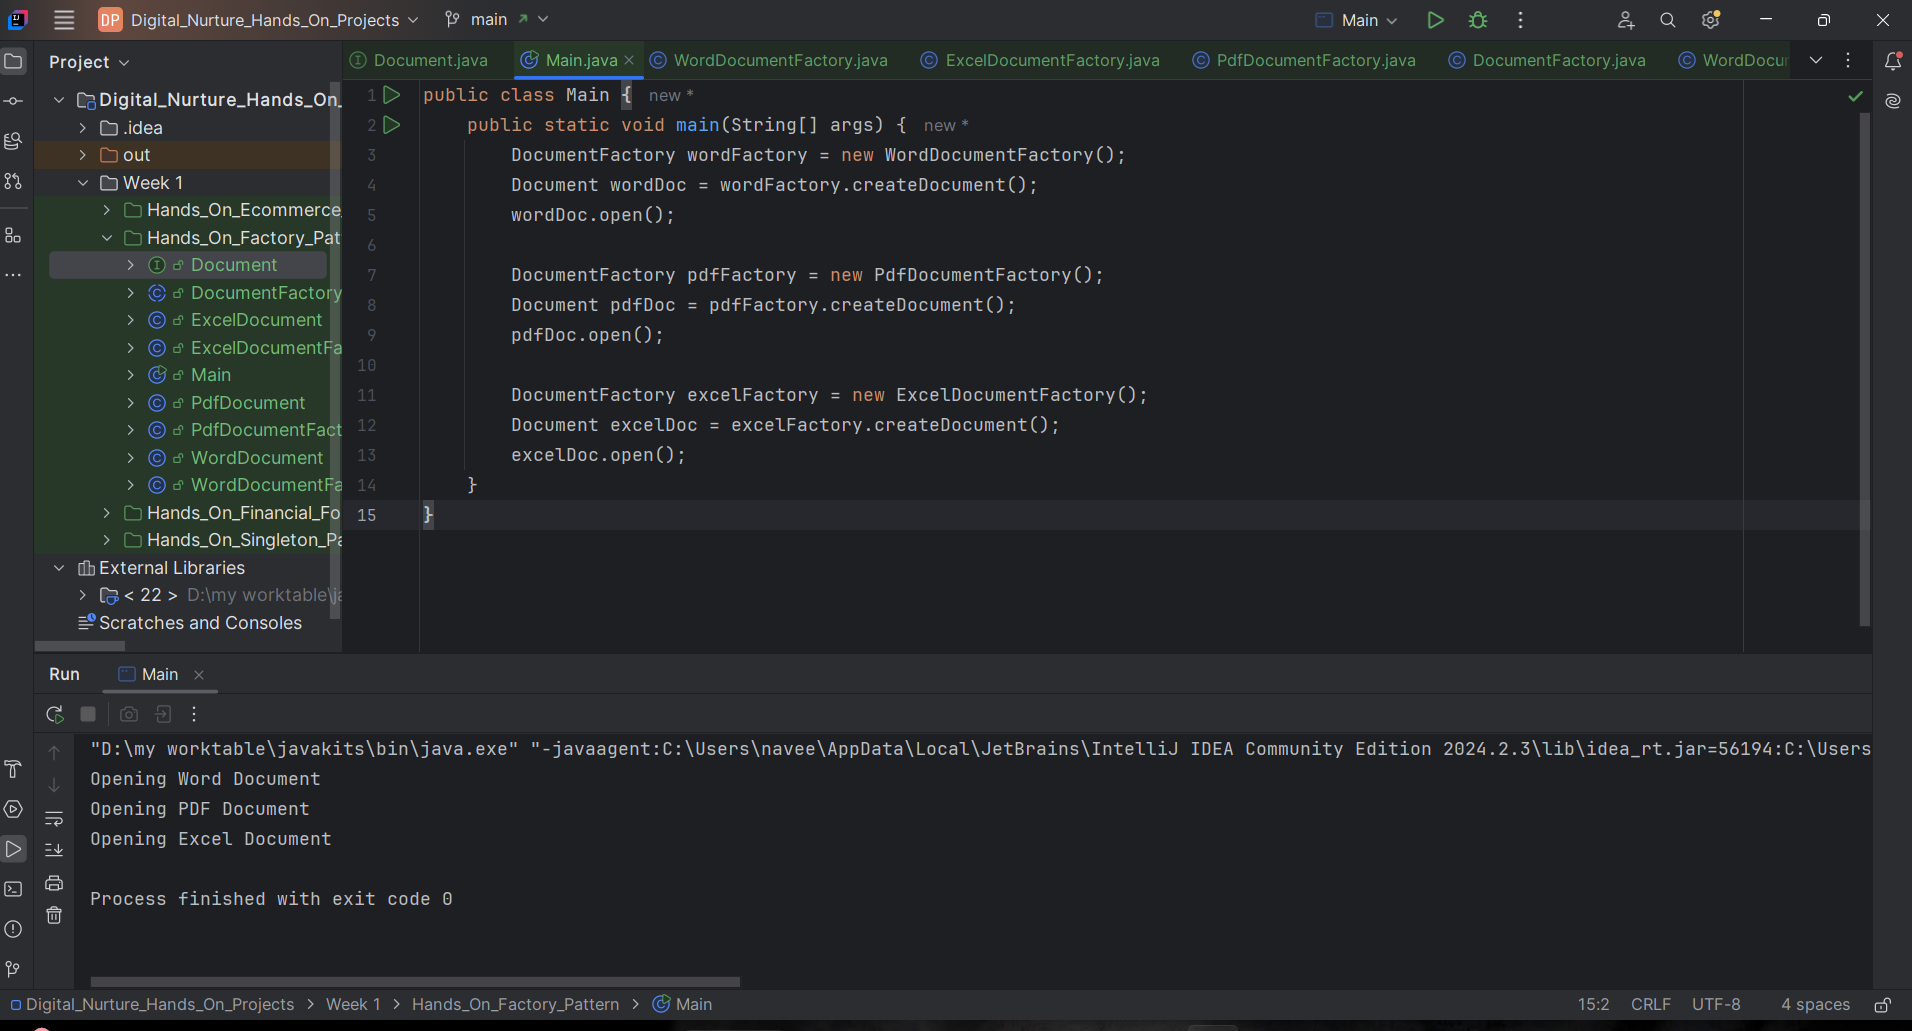 DP Digital_Nurture_Hands_On_Projects main Main
Project
Document.java Main.java WordDocumentFactory.java ExcelDocumentFactory.java PdfDocumentFactory.java DocumentFactory.java WordDocu
Digital_Nurture_Hands_On_
.idea
out
Week 1
Hands_On_Ecommerce_
Hands_On_Factory_Pat
Document
DocumentFactory
ExcelDocument
ExcelDocumentFa
Main
PdfDocument
PdfDocumentFact
WordDocument
WordDocumentFa
Hands_On_Financial_Fo
Hands_On_Singleton_Pa
External Libraries
< 22 > D:\my worktable\ja
Scratches and Consoles
1 public class Main { new *
2 public static void main(String[] args) { new *
3 DocumentFactory wordFactory = new WordDocumentFactory();
4 Document wordDoc = wordFactory.createDocument();
5 wordDoc.open();
6
7 DocumentFactory pdfFactory = new PdfDocumentFactory();
8 Document pdfDoc = pdfFactory.createDocument();
9 pdfDoc.open();
10
11 DocumentFactory excelFactory = new ExcelDocumentFactory();
12 Document excelDoc = excelFactory.createDocument();
13 excelDoc.open();
14 }
15 }
Run Main
"D:\my worktable\javakits\bin\java.exe" "-javaagent:C:\Users\navee\AppData\Local\JetBrains\IntelliJ IDEA Community Edition 2024.2.3\lib\idea_rt.jar=56194:C:\Users
Opening Word Document
Opening PDF Document
Opening Excel Document
Process finished with exit code 0
Digital_Nurture_Hands_On_Projects > Week 1 > Hands_On_Factory_Pattern > Main 15:2 CRLF UTF-8 4 spaces